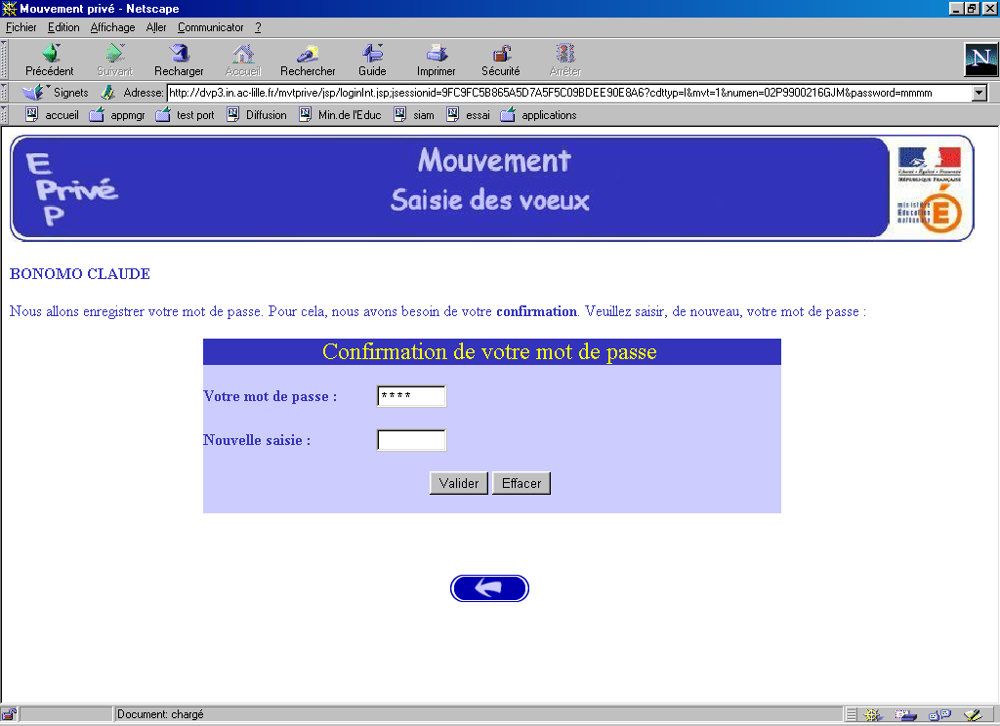 Mouvement privé - Netscape
Fichier Edition Affichage Aller Communicator ?
Précédent Suivant Recharger Accueil Rechercher Guide Imprimer Sécurité Arrêter
N
Signets Adresse: http://dvp3.in.ac-lille.fr/mvtprive/jsp/loginInt.jsp;jsessionid=9FC9FC5B865A5D7A5F5C09BDEE90E8A6?cdttyp=I&mvt=1&numen=02P9900216GJM&password=mmmm
accueil appmgr test port Diffusion Min.de l'Educ siam essai applications
E
Privé
P
Mouvement
Saisie des voeux
Liberté • Égalité • Fraternité
RÉPUBLIQUE FRANÇAISE
ministère
Éducation
nationale
É
BONOMO CLAUDE
Nous allons enregistrer votre mot de passe. Pour cela, nous avons besoin de votre confirmation. Veuillez saisir, de nouveau, votre mot de passe :
Confirmation de votre mot de passe
Votre mot de passe : ****
Nouvelle saisie :
Valider Effacer
Document: chargé